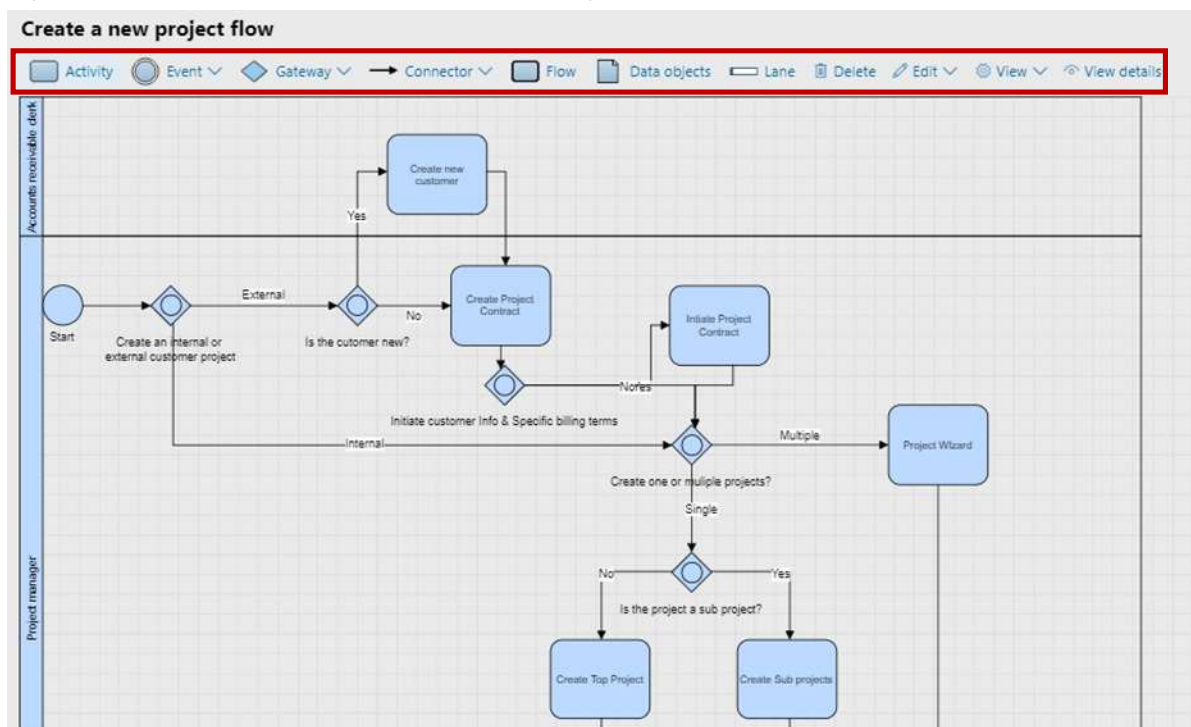 Create a new project flow
Activity Event Gateway Connector Flow Data objects Lane Delete Edit View View details
Accounts receivable clerk
Create new
customer
Yes
External
Create Project
Contract
No
Intiate Project
Contract
Start
Create an internal or
external customer project
Is the cutomer new?
Initiate customer Info & Specific billing terms
Internal
Multiple
Project Wizard
Create one or muliple projects?
Single
Project manager
No
Yes
Is the project a sub project?
Create Top Project
Create Sub projects